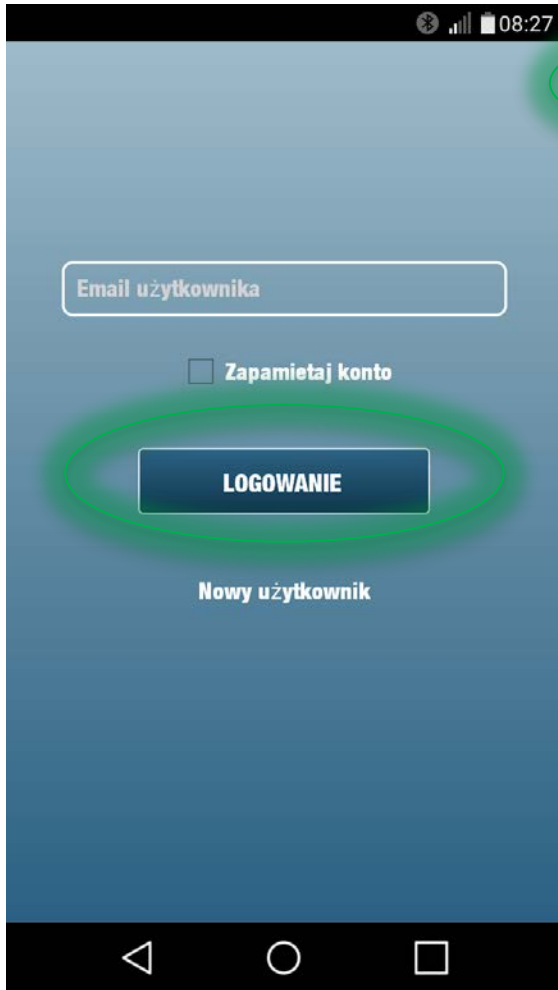 08:27
Email użytkownika
Zapamietaj konto
LOGOWANIE
Nowy użytkownik